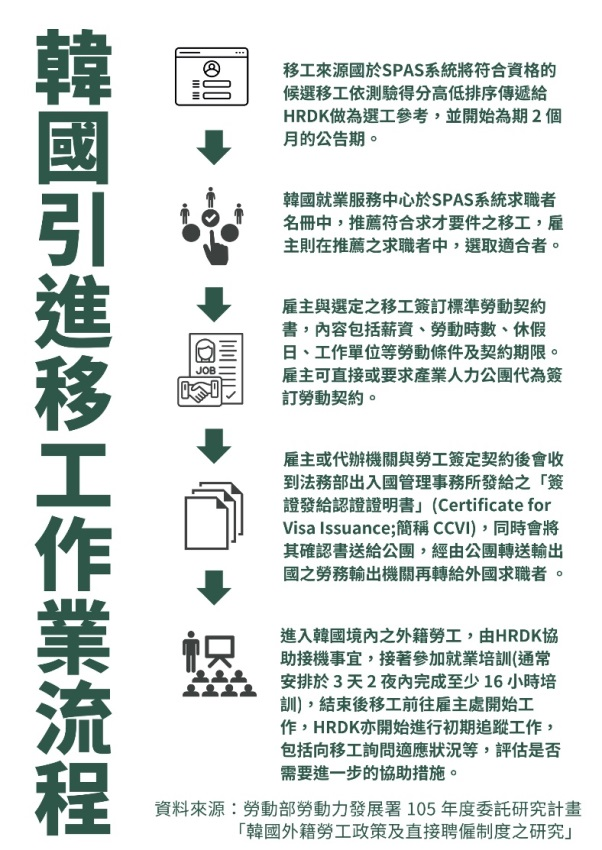 韓國引進移工作業流程
移工來源國於SPAS系統將符合資格的
候選移工依測驗得分高低排序傳遞給
HRDK做為選工參考，並開始為期 2 個
月的公告期。
韓國就業服務中心於SPAS系統求職者
名冊中，推薦符合求才要件之移工，雇
主則在推薦之求職者中，選取適合者。
雇主與選定之移工簽訂標準勞動契約
書，內容包括薪資、勞動時數、休假
日、工作單位等勞動條件及契約期限。
雇主可直接或要求產業人力公團代為簽
訂勞動契約。
JOB
雇主或代辦機關與勞工簽定契約後會收
到法務部出入國管理事務所發給之「簽
證發給認證證明書」(Certificate for
Visa Issuance;簡稱 CCVI)，同時會將
其確認書送給公團，經由公團轉送輸出
國之勞務輸出機關再轉給外國求職者 。
進入韓國境內之外籍勞工，由HRDK協
助接機事宜，接著參加就業培訓(通常
安排於 3 天 2 夜內完成至少 16 小時培
訓)，結束後移工前往雇主處開始工
作，HRDK亦開始進行初期追蹤工作，
包括向移工詢問適應狀況等，評估是否
需要進一步的協助措施。
資料來源：勞動部勞動力發展署 105 年度委託研究計畫
「韓國外籍勞工政策及直接聘僱制度之研究」